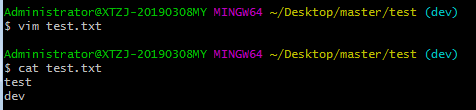 Administrator@XTZJ-20190308MY MINGW64 ~/Desktop/master/test (dev)
$ vim test.txt
Administrator@XTZJ-20190308MY MINGW64 ~/Desktop/master/test (dev)
$ cat test.txt
test
dev